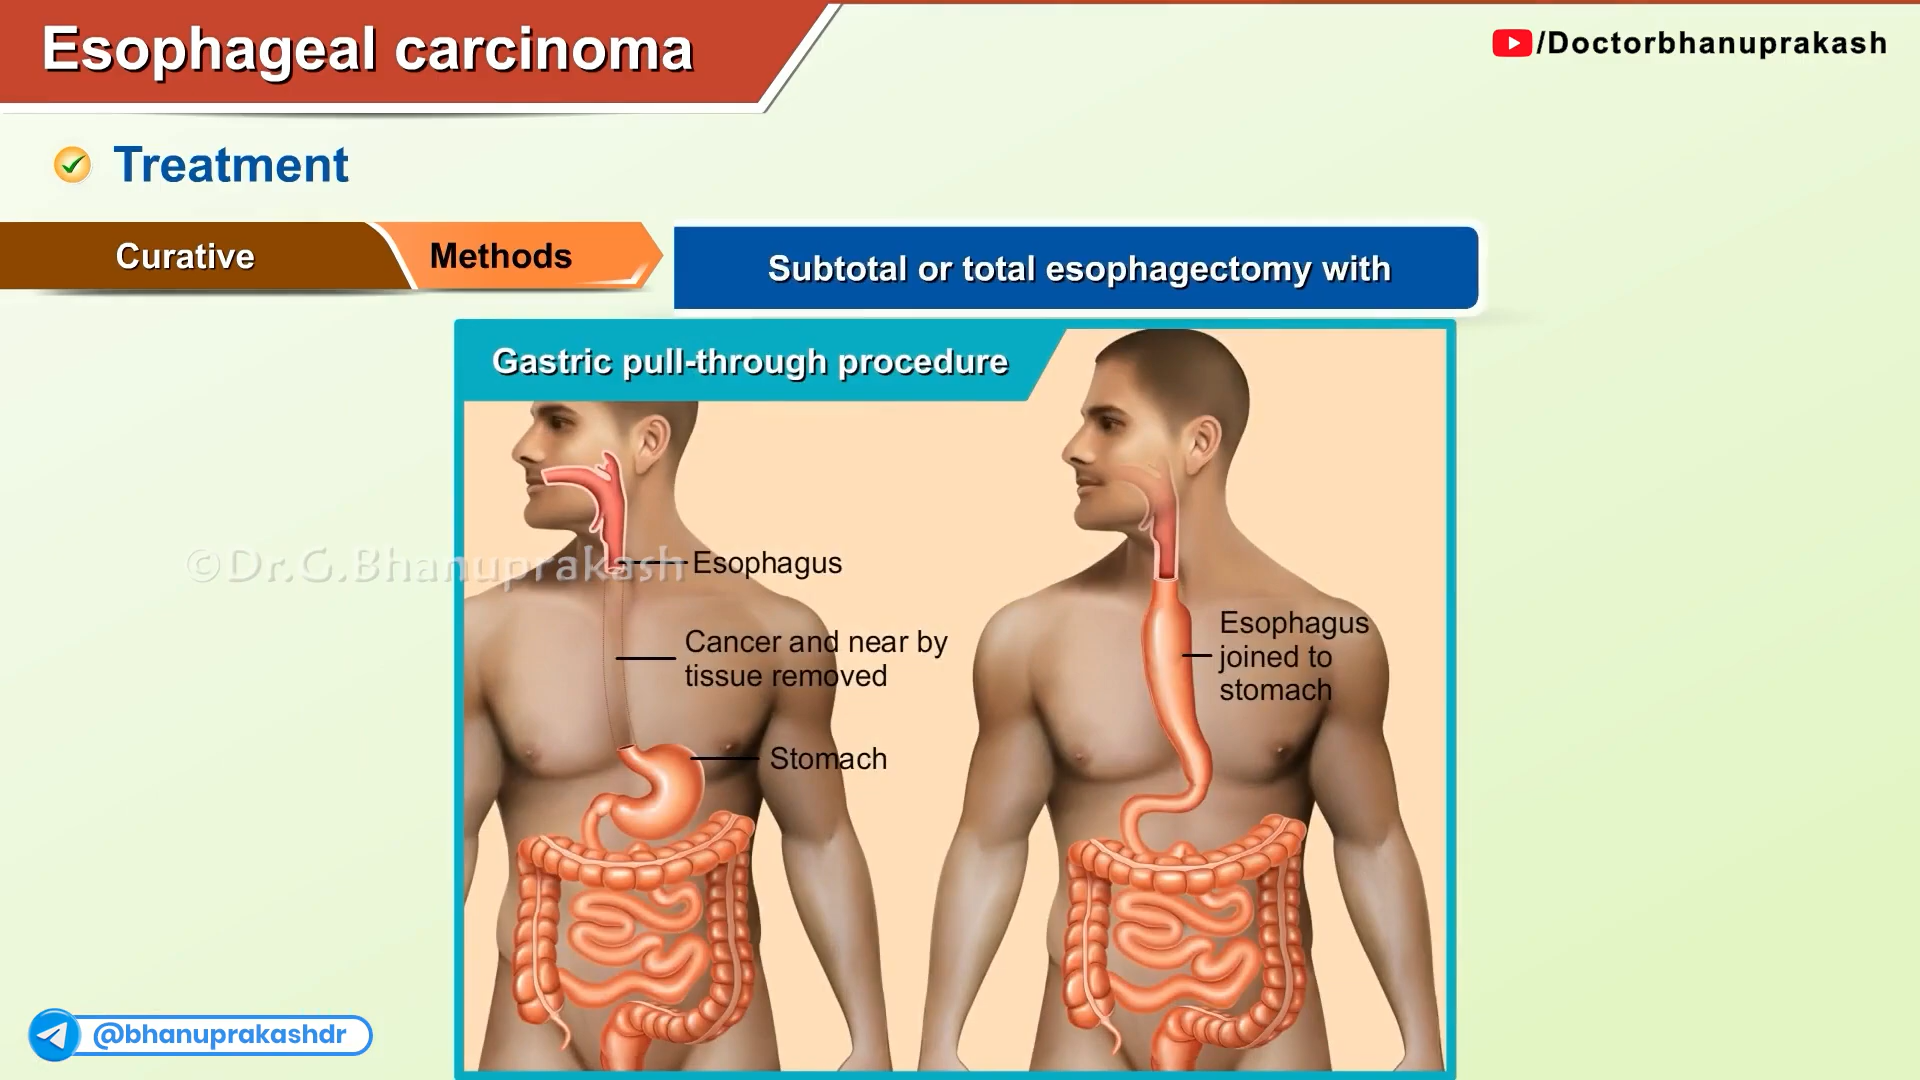 Esophageal carcinoma
/Doctorbhanuprakash
Treatment
Curative
Methods
Subtotal or total esophagectomy with
Gastric pull-through procedure
©Dr.G.Bhanuprakash
Esophagus
Cancer and near by
tissue removed
Stomach
Esophagus
joined to
stomach
@bhanuprakashdr